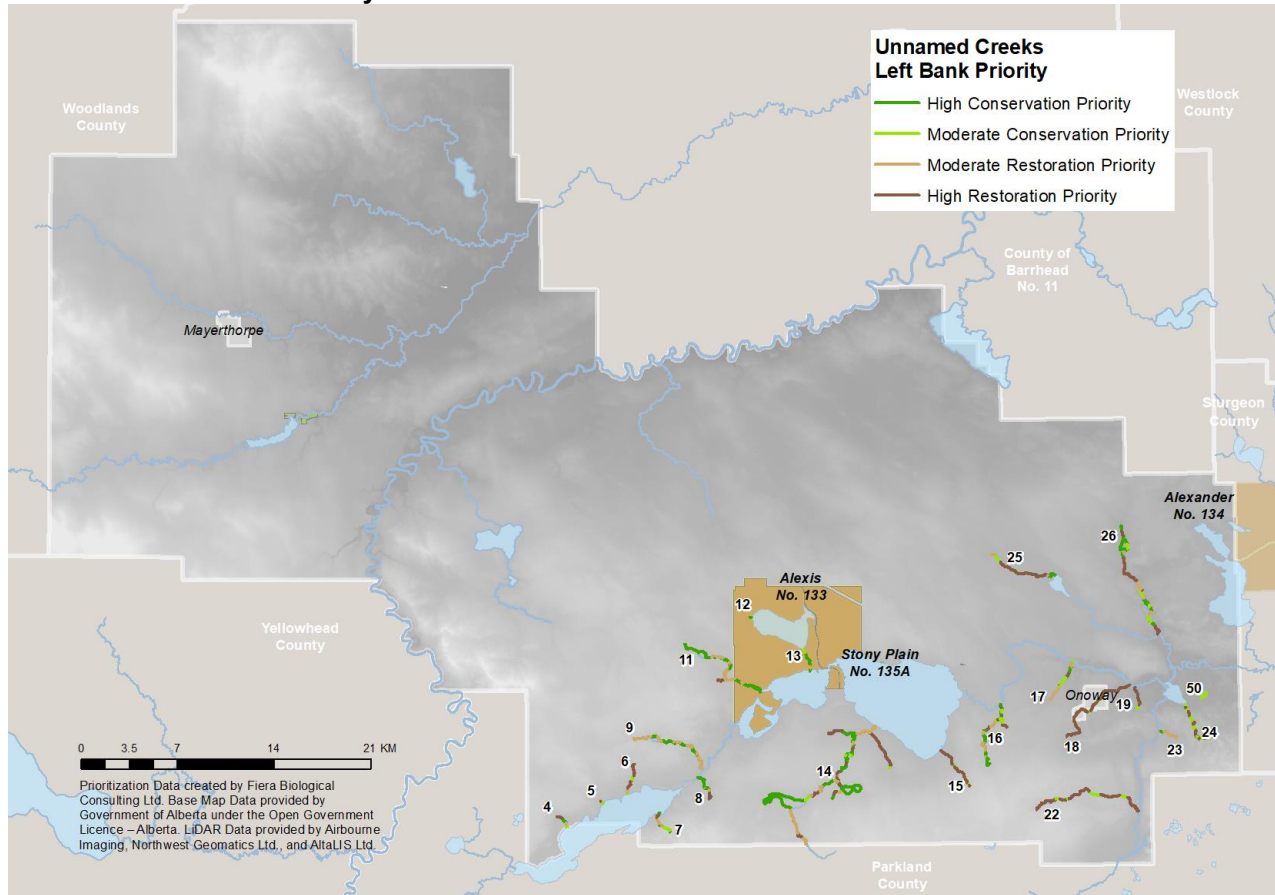 Unnamed Creeks
Left Bank Priority
High Conservation Priority
Moderate Conservation Priority
Moderate Restoration Priority
High Restoration Priority
Woodlands
County
Westlock
County
County of
Barrhead
No. 11
Mayerthorpe
Sturgeon
County
Alexander
No. 134
26
25
Alexis
No. 133
12
Yellowhead
County
11
13
Stony Plain
No. 135A
17
Onoway
19
50
9
16
18
24
23
6
14
15
5
8
4
7
22
0 3.5 7 14 21 KM
Prioritization Data created by Fiera Biological
Consulting Ltd. Base Map Data provided by
Government of Alberta under the Open Government
Licence – Alberta. LiDAR Data provided by Airbourne
Imaging, Northwest Geomatics Ltd., and AltaLIS Ltd.
Parkland
County